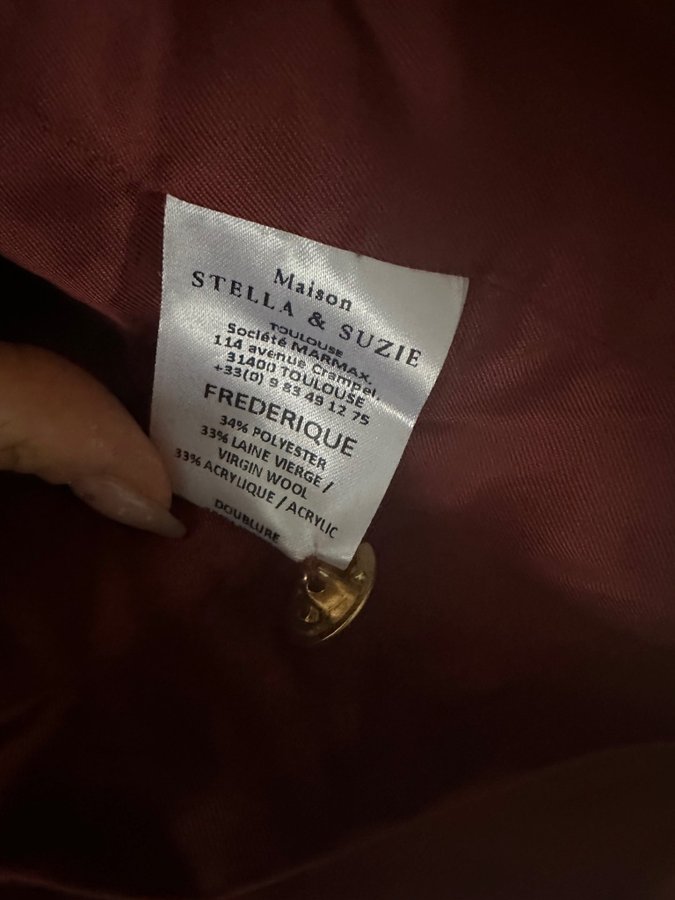 Maison
STELLA & SUZIE
TOULOUSE
Société MARMAX,
114 avenue Crampel,
31400 TOULOUSE
+33(0) 9 83 49 12 75
FREDERIQUE
34% POLYESTER
33% LAINE VIERGE /
VIRGIN WOOL
33% ACRYLIQUE / ACRYLIC
DOUBLURE